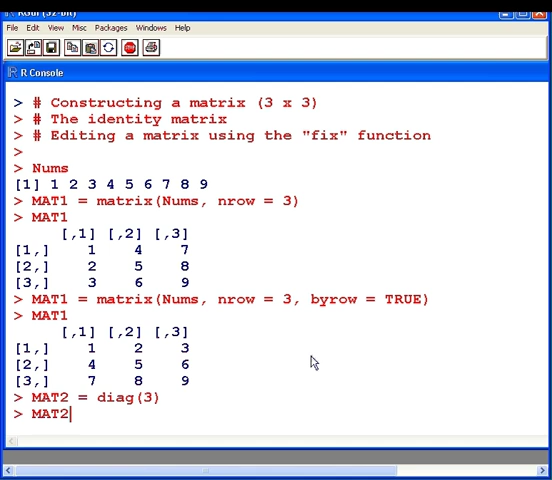 RGui (32-bit)
File Edit View Misc Packages Windows Help
R Console
> # Constructing a matrix (3 x 3)
> # The identity matrix
> # Editing a matrix using the "fix" function
>
> Nums
[1] 1 2 3 4 5 6 7 8 9
> MAT1 = matrix(Nums, nrow = 3)
> MAT1
[,1] [,2] [,3]
[1,] 1 4 7
[2,] 2 5 8
[3,] 3 6 9
> MAT1 = matrix(Nums, nrow = 3, byrow = TRUE)
> MAT1
[,1] [,2] [,3]
[1,] 1 2 3
[2,] 4 5 6
[3,] 7 8 9
> MAT2 = diag(3)
> MAT2